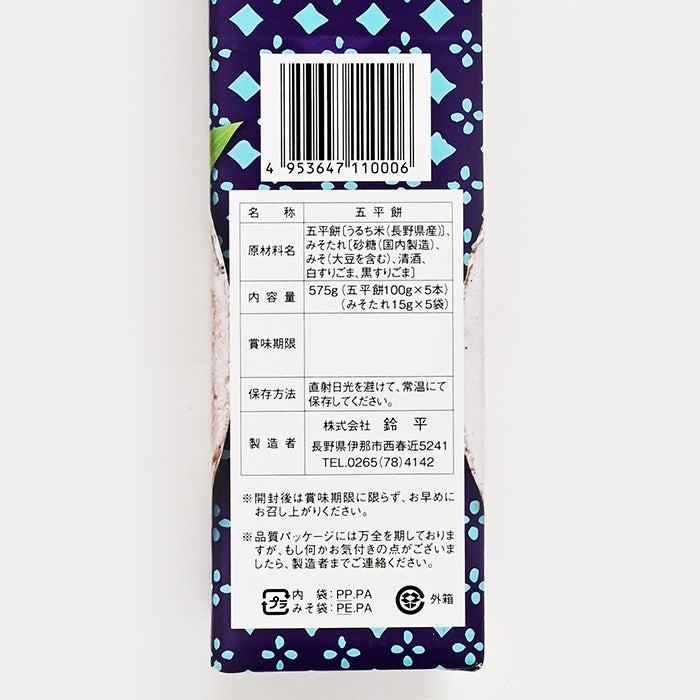 4 953647 110006
名称 五平餅
原材料名 五平餅〔うるち米(長野県産)〕、
みそたれ〔砂糖(国内製造)、
みそ(大豆を含む)、清酒、
白すりごま、黒すりごま〕
内容量 575g(五平餅100g×5本)
(みそたれ15g×5袋)
賞味期限
保存方法 直射日光を避けて、常温にて
保存してください。
製造者 株式会社 鈴平
長野県伊那市西春近5241
TEL.0265(78)4142
※開封後は賞味期限に限らず、お早めに
お召し上がりください。
※品質パッケージには万全を期しておりま
すが、もし何かお気付きの点がございま
したら、製造者までご連絡ください。
プラ 内袋:PP.PA
みそ袋:PE.PA
外箱